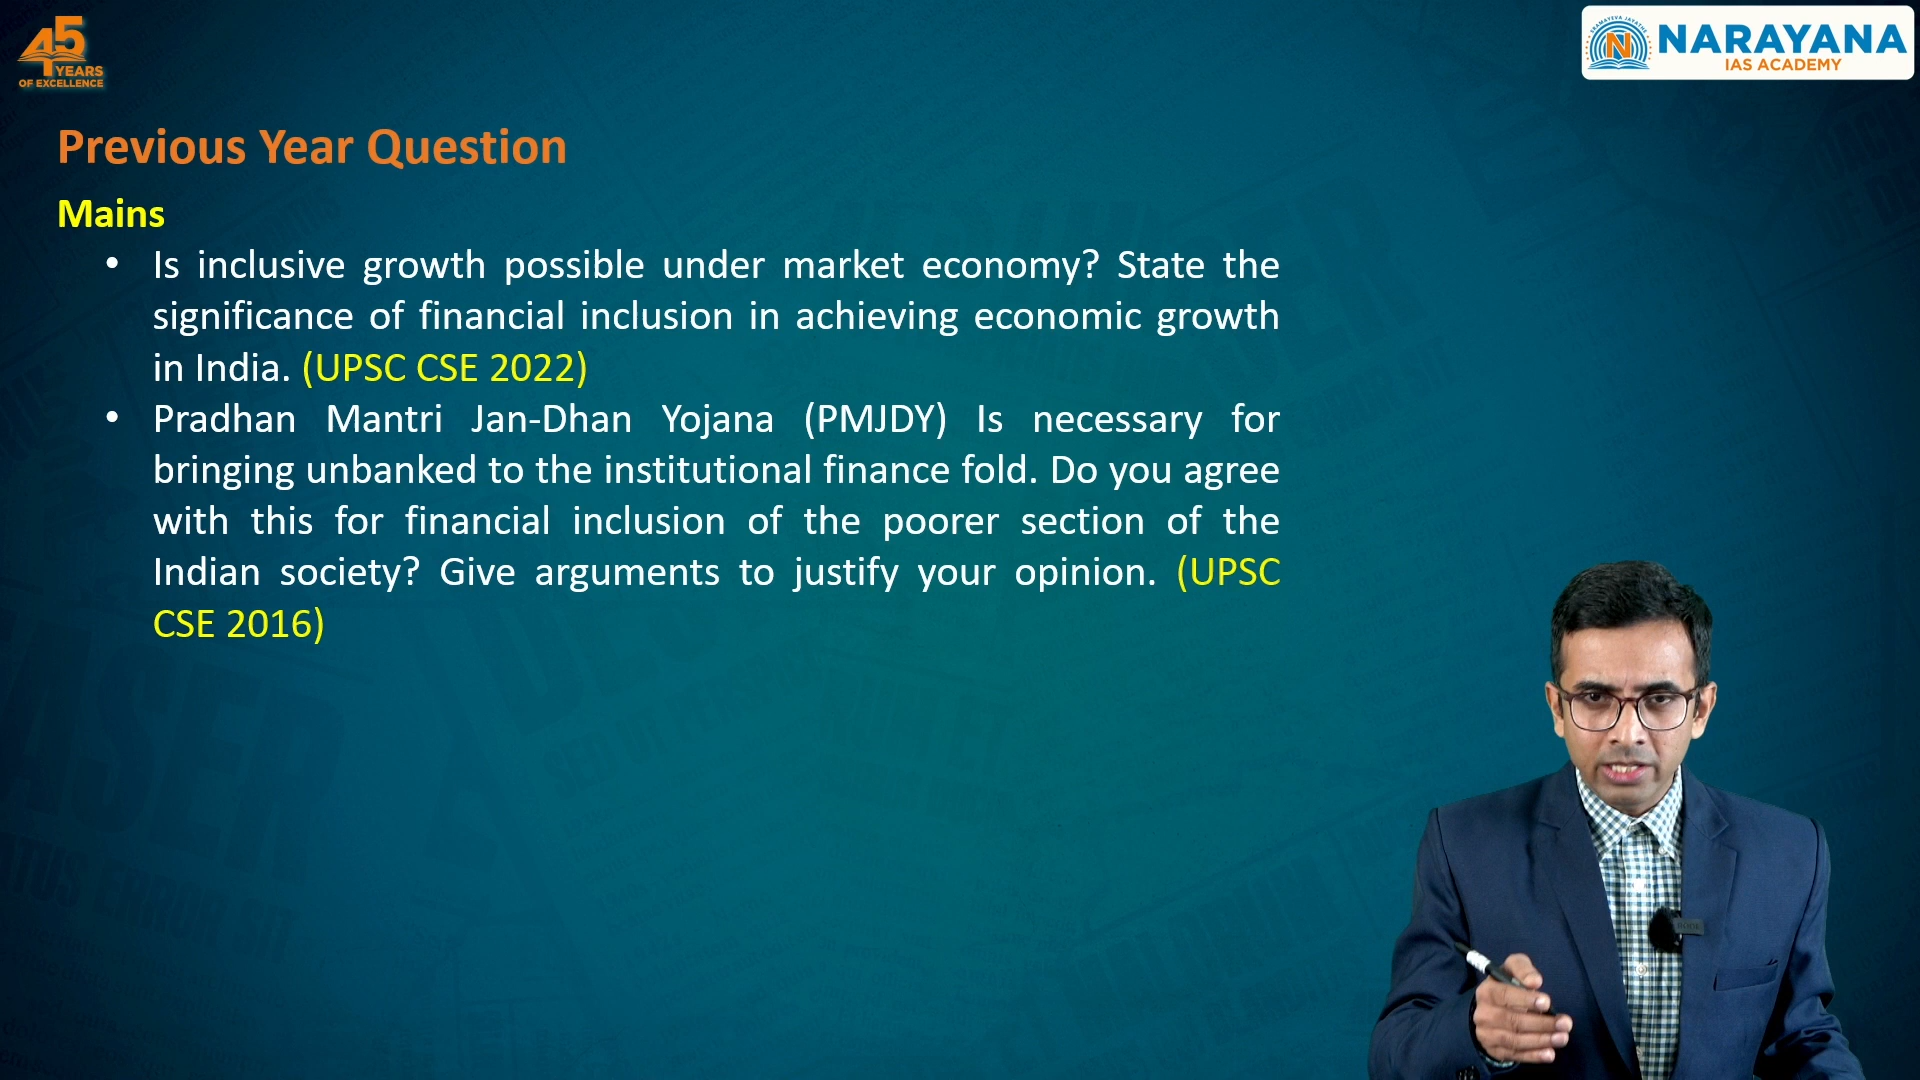 45
YEARS
OF EXCELLENCE
NARAYANA
IAS ACADEMY
Previous Year Question
Mains
• Is inclusive growth possible under market economy? State the
significance of financial inclusion in achieving economic growth
in India. (UPSC CSE 2022)
• Pradhan Mantri Jan-Dhan Yojana (PMJDY) Is necessary for
bringing unbanked to the institutional finance fold. Do you agree
with this for financial inclusion of the poorer section of the
Indian society? Give arguments to justify your opinion. (UPSC
CSE 2016)